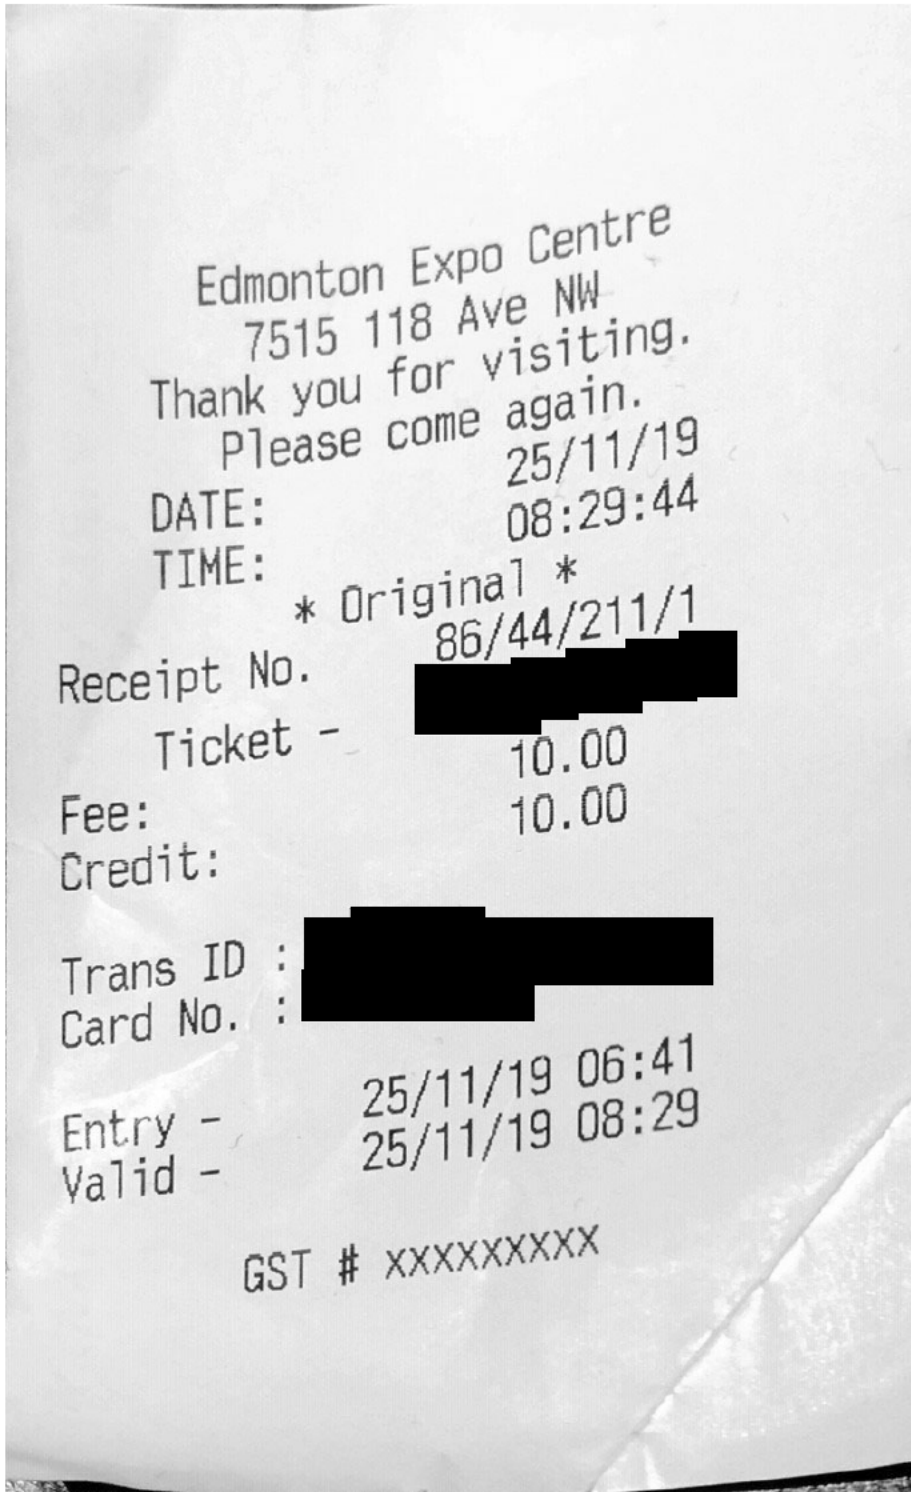 Edmonton Expo Centre
7515 118 Ave NW
Thank you for visiting.
Please come again.
DATE: 25/11/19
TIME: 08:29:44
* Original *
Receipt No. 86/44/211/1
Ticket -
Fee: 10.00
Credit: 10.00
Trans ID :
Card No. :
Entry - 25/11/19 06:41
Valid - 25/11/19 08:29
GST # XXXXXXXXX